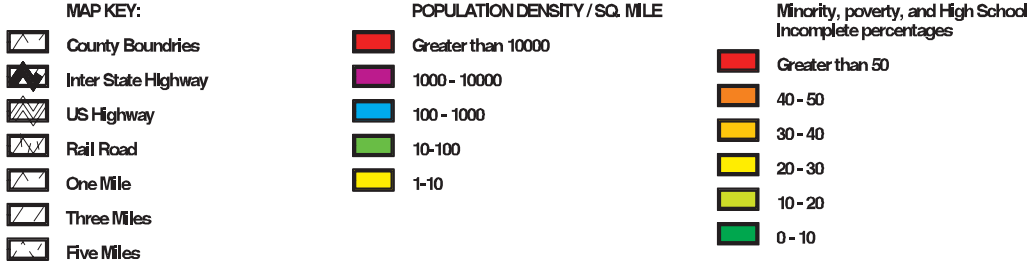 MAP KEY:
County Boundries
Inter State HIghway
US Highway
Rail Road
One Mile
Three Miles
Five Miles
POPULATION DENSITY / SQ. MILE
Greater than 10000
1000 - 10000
100 - 1000
10-100
1-10
Minority, poverty, and High School
Incomplete percentages
Greater than 50
40 - 50
30 - 40
20 - 30
10 - 20
0 - 10